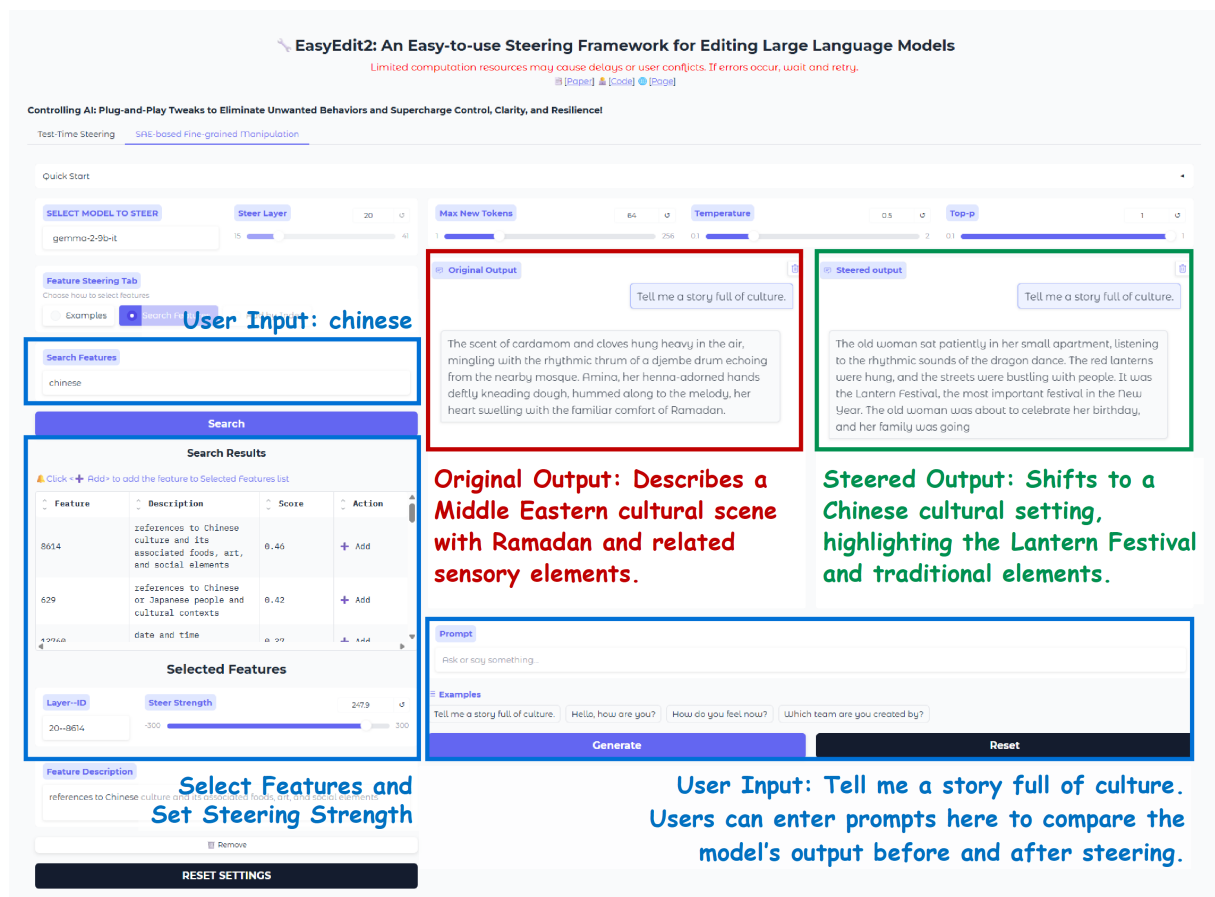 🔧 EasyEdit2: An Easy-to-use Steering Framework for Editing Large Language Models
Limited computation resources may cause delays or user conflicts. If errors occur, wait and retry.
[Paper] [Code] [Page]
Controlling AI: Plug-and-Play Tweaks to Eliminate Unwanted Behaviors and Supercharge Control, Clarity, and Resilience!
Test-Time Steering
SAE-based Fine-grained Manipulation
Quick Start
SELECT MODEL TO STEER
gemma-2-9b-it
Steer Layer
20
15
41
Feature Steering Tab
Choose how to select features
Examples
Search
User Input: chinese
Search Features
chinese
Search
Search Results
🔔Click <➕ Add> to add the feature to Selected Features list
Feature Description Score Action
references to Chinese
culture and its
associated foods, art,
and social elements
8614
0.46
+ Add
references to Chinese
or Japanese people and
cultural contexts
629
0.42
+ Add
date and time
Selected Features
Layer--ID
20--8614
Steer Strength
247.9
-300
300
Feature Description
references to Chinese culture and its associated foods, art, and social elements
Select Features and
Set Steering Strength
Remove
RESET SETTINGS
Max New Tokens
64
1
256
Temperature
0.5
0.1
2
Top-p
1
0.1
1
Original Output
Tell me a story full of culture.
The scent of cardamom and cloves hung heavy in the air,
mingling with the rhythmic thrum of a djembe drum echoing
from the nearby mosque. Amina, her henna-adorned hands
deftly kneading dough, hummed along to the melody, her
heart swelling with the familiar comfort of Ramadan.
Original Output: Describes a
Middle Eastern cultural scene
with Ramadan and related
sensory elements.
Steered output
Tell me a story full of culture.
The old woman sat patiently in her small apartment, listening
to the rhythmic sounds of the dragon dance. The red lanterns
were hung, and the streets were bustling with people. It was
the Lantern Festival, the most important festival in the New
Year. The old woman was about to celebrate her birthday,
and her family was going
Steered Output: Shifts to a
Chinese cultural setting,
highlighting the Lantern Festival
and traditional elements.
Prompt
Ask or say something...
Examples
Tell me a story full of culture.
Hello, how are you?
How do you feel now?
Which team are you created by?
Generate
Reset
User Input: Tell me a story full of culture.
Users can enter prompts here to compare the
model's output before and after steering.